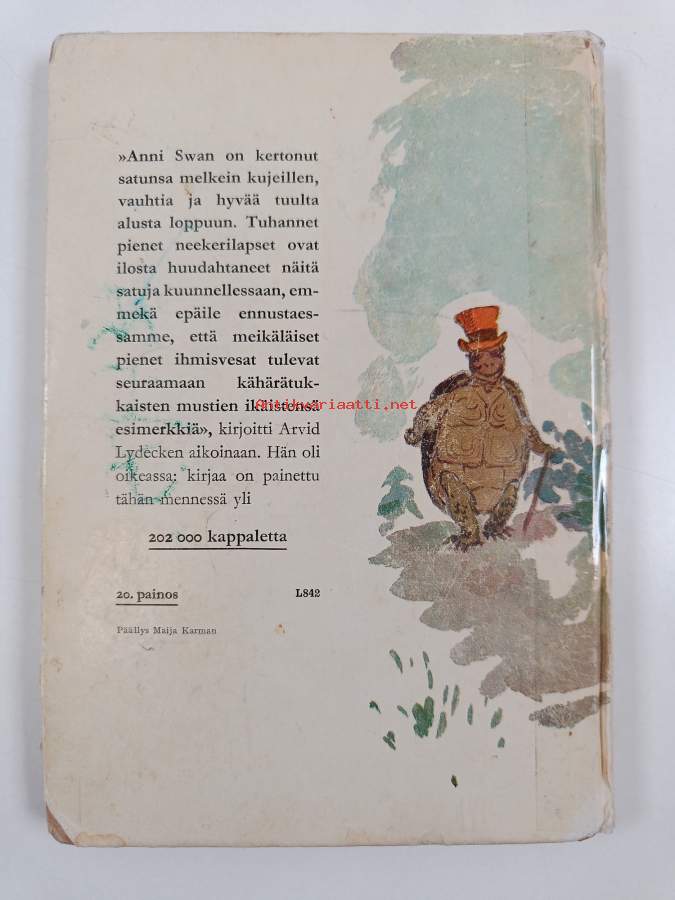 »Anni Swan on kertonut
satunsa melkein kujeillen,
vauhtia ja hyvää tuulta
alusta loppuun. Tuhannet
pienet neekerilapset ovat
ilosta huudahtaneet näitä
satuja kuunnellessaan, em-
mekä epäile ennustaes-
samme, että meikäläiset
pienet ihmisvesat tulevat
seuraamaan kähärätuk-
kaisten mustien ikäistensä
esimerkkiä», kirjoitti Arvid
Lydecken aikoinaan. Hän oli
oikeassa: kirjaa on painettu
tähän mennessä yli
202 000 kappaletta
20. painos L842
Päällys Maija Karma
Antikvariaatti.net